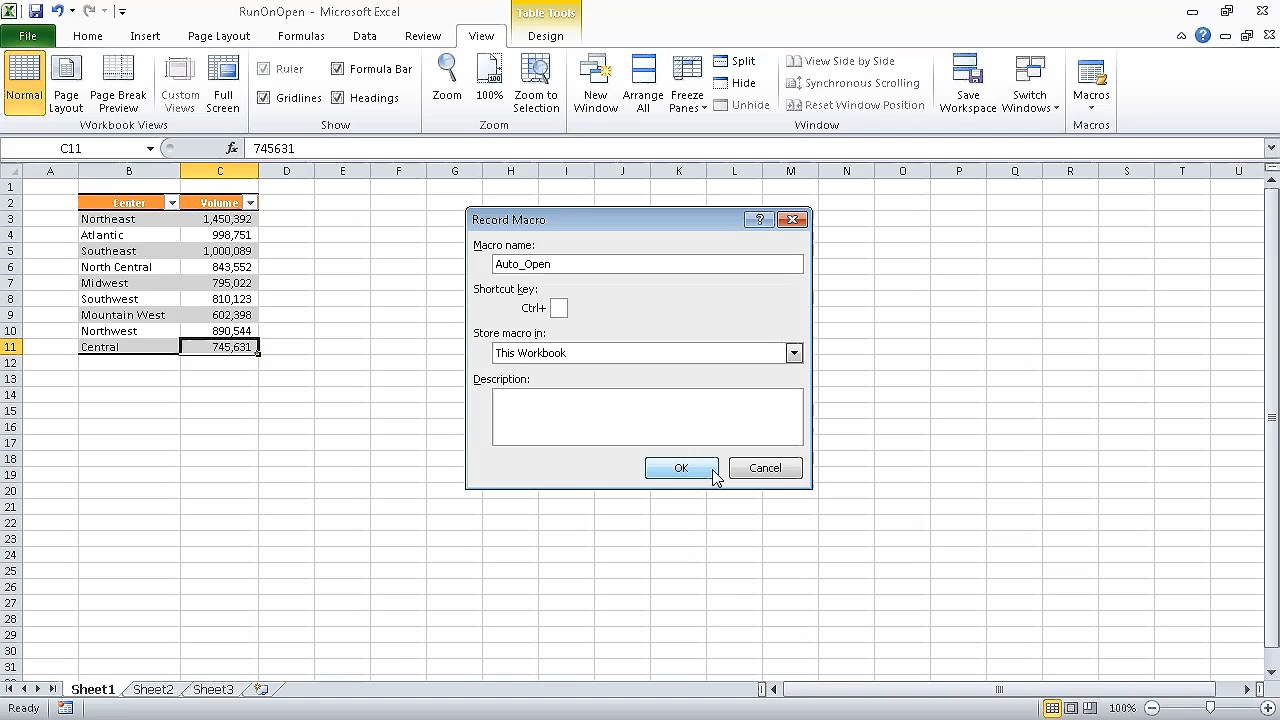 RunOnOpen - Microsoft Excel
Table Tools
File Home Insert Page Layout Formulas Data Review View Design
Normal
Page Layout
Page Break Preview
Custom Views
Full Screen
Workbook Views
Ruler
Formula Bar
Gridlines
Headings
Show
Zoom
100%
Zoom to Selection
Zoom
New Window
Arrange All
Freeze Panes
Split
Hide
Unhide
View Side by Side
Synchronous Scrolling
Reset Window Position
Save Workspace
Switch Windows
Window
Macros
Macros
C11 fx 745631
A B C D E F G H I J K L M N O P Q R S T U
1
2 Center Volume
3 Northeast 1,450,392
4 Atlantic 998,751
5 Southeast 1,000,089
6 North Central 843,552
7 Midwest 795,022
8 Southwest 810,123
9 Mountain West 602,398
10 Northwest 890,544
11 Central 745,631
12
13
14
15
16
17
18
19
20
21
22
23
24
25
26
27
28
29
30
31
Record Macro
Macro name:
Auto_Open
Shortcut key:
Ctrl+
Store macro in:
This Workbook
Description:
OK Cancel
Sheet1 Sheet2 Sheet3
Ready 100%